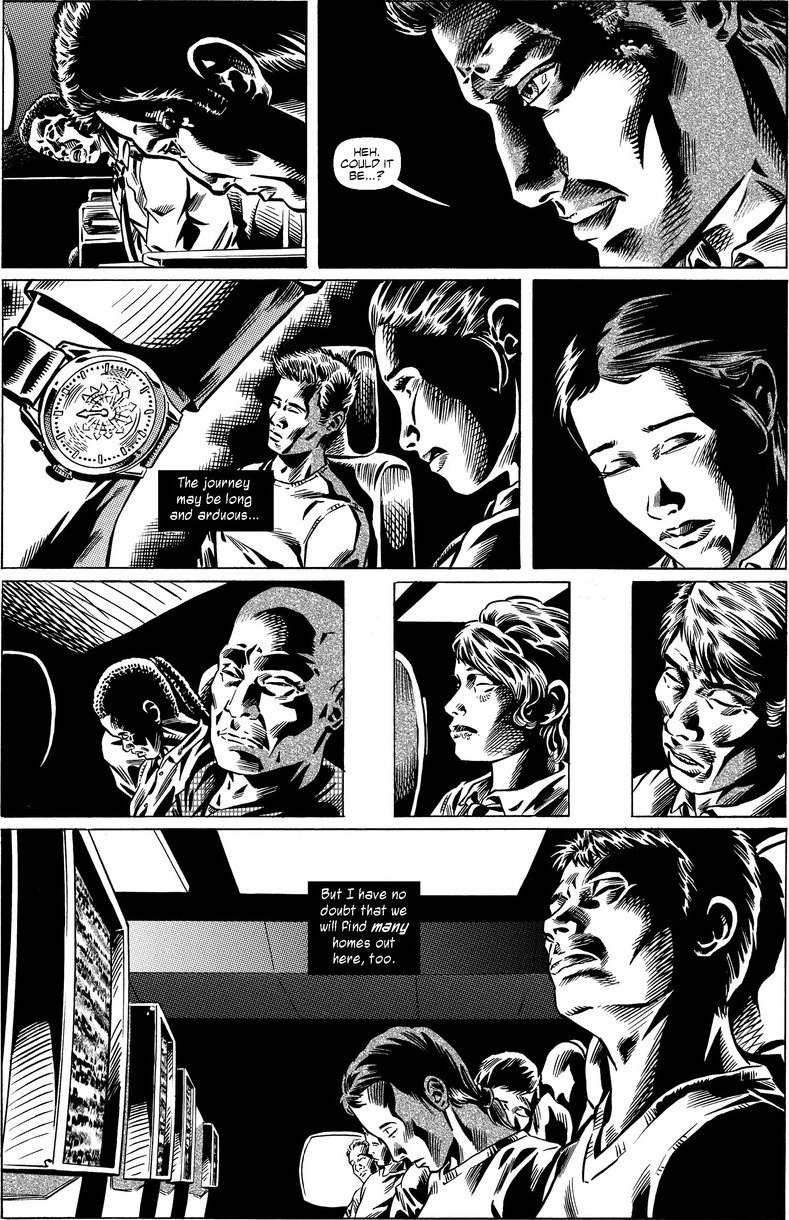 HEH.
COULD IT
BE...?
The journey
may be long
and arduous...
But I have no
doubt that we
will find many
homes out
here, too.